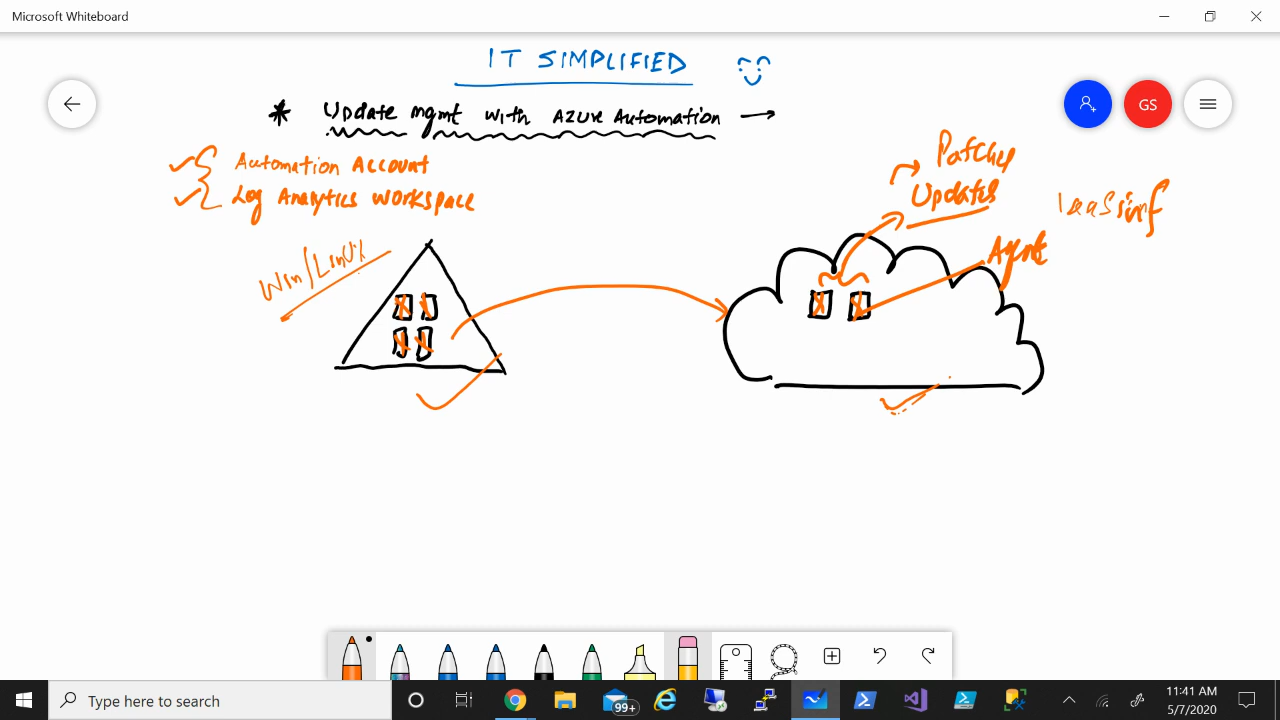 Microsoft Whiteboard
IT SIMPLIFIED
GS
* Update mgmt with AZURE Automation →
Automation ACCOUNT
Log Analytics WORKSPACE
Patches
Updates
Win/Linux
Agent
99+
Type here to search
11:41 AM
5/7/2020